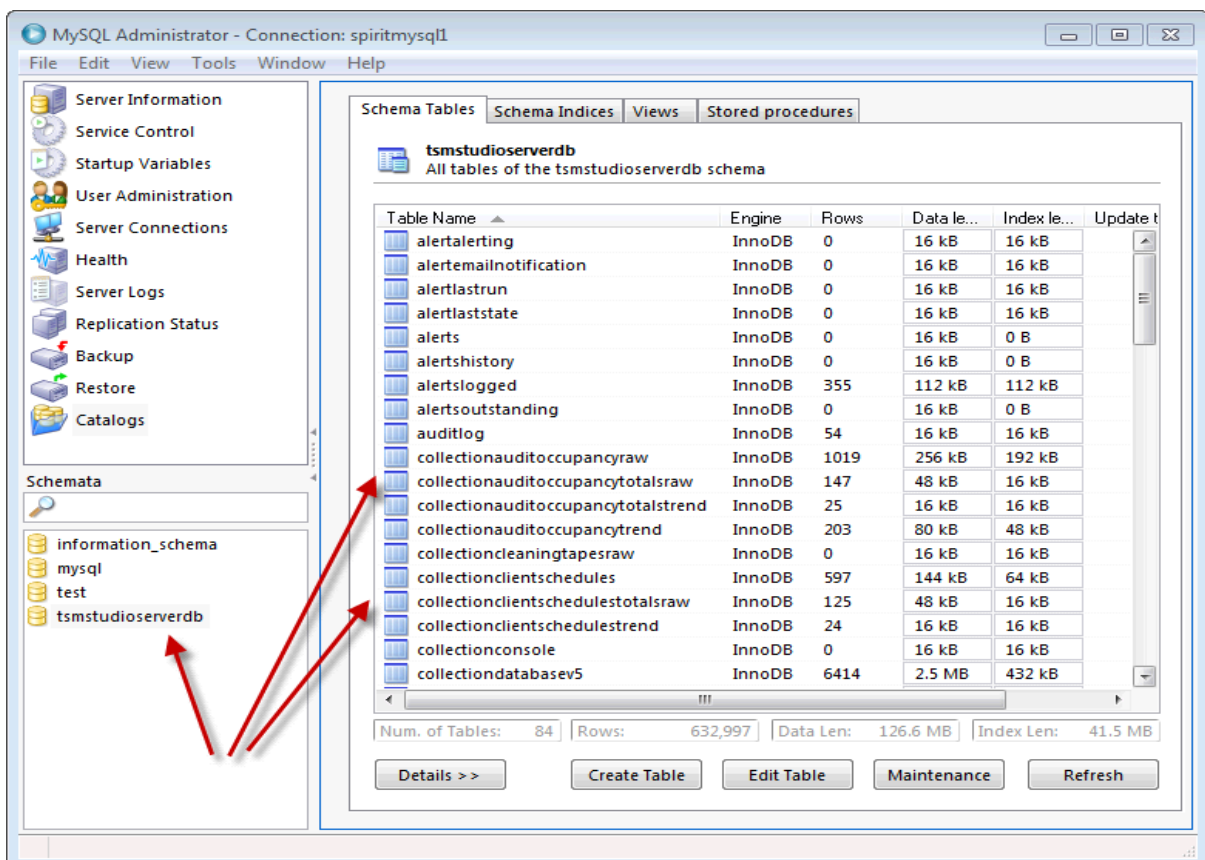 MySQL Administrator - Connection: spiritmysql1
File Edit View Tools Window Help
Server Information
Service Control
Startup Variables
User Administration
Server Connections
Health
Server Logs
Replication Status
Backup
Restore
Catalogs
Schemata
information_schema
mysql
test
tsmstudioserverdb
Schema Tables Schema Indices Views Stored procedures
tsmstudioserverdb
All tables of the tsmstudioserverdb schema
Table Name Engine Rows Data le... Index le... Update t
alertalerting InnoDB 0 16 kB 16 kB
alertemailnotification InnoDB 0 16 kB 16 kB
alertlastrun InnoDB 0 16 kB 16 kB
alertlaststate InnoDB 0 16 kB 16 kB
alerts InnoDB 0 16 kB 0 B
alertshistory InnoDB 0 16 kB 0 B
alertslogged InnoDB 355 112 kB 112 kB
alertsoutstanding InnoDB 0 16 kB 0 B
auditlog InnoDB 54 16 kB 16 kB
collectionauditoccupancyraw InnoDB 1019 256 kB 192 kB
collectionauditoccupancytotalsraw InnoDB 147 48 kB 16 kB
collectionauditoccupancytotalstrend InnoDB 25 16 kB 16 kB
collectionauditoccupancytrend InnoDB 203 80 kB 48 kB
collectioncleaningtapesraw InnoDB 0 16 kB 16 kB
collectionclientschedules InnoDB 597 144 kB 64 kB
collectionclientschedulestotalsraw InnoDB 125 48 kB 16 kB
collectionclientschedulestrend InnoDB 24 16 kB 16 kB
collectionconsole InnoDB 0 16 kB 16 kB
collectiondatabasev5 InnoDB 6414 2.5 MB 432 kB
Num. of Tables: 84 Rows: 632,997 Data Len: 126.6 MB Index Len: 41.5 MB
Details >> Create Table Edit Table Maintenance Refresh